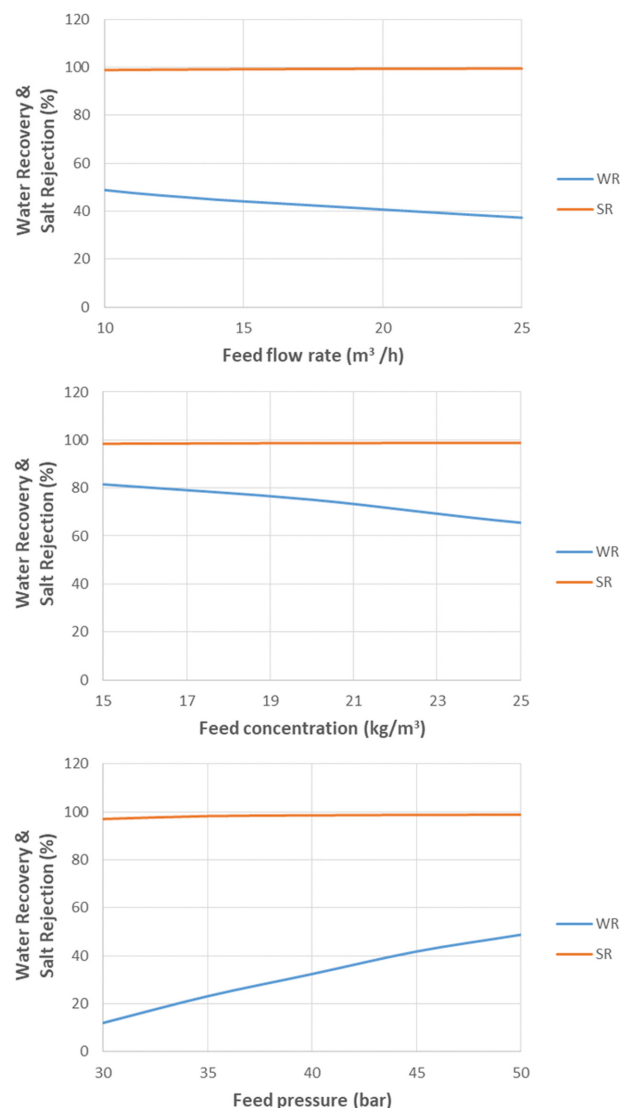 120
100
80
60
40
20
0
Water Recovery &
Salt Rejection (%)
WR
SR
10 15 20 25
Feed flow rate (m³ /h)
120
100
80
60
40
20
0
Water Recovery &
Salt Rejection (%)
WR
SR
15 17 19 21 23 25
Feed concentration (kg/m³)
120
100
80
60
40
20
0
Water Recovery &
Salt Rejection (%)
WR
SR
30 35 40 45 50
Feed pressure (bar)